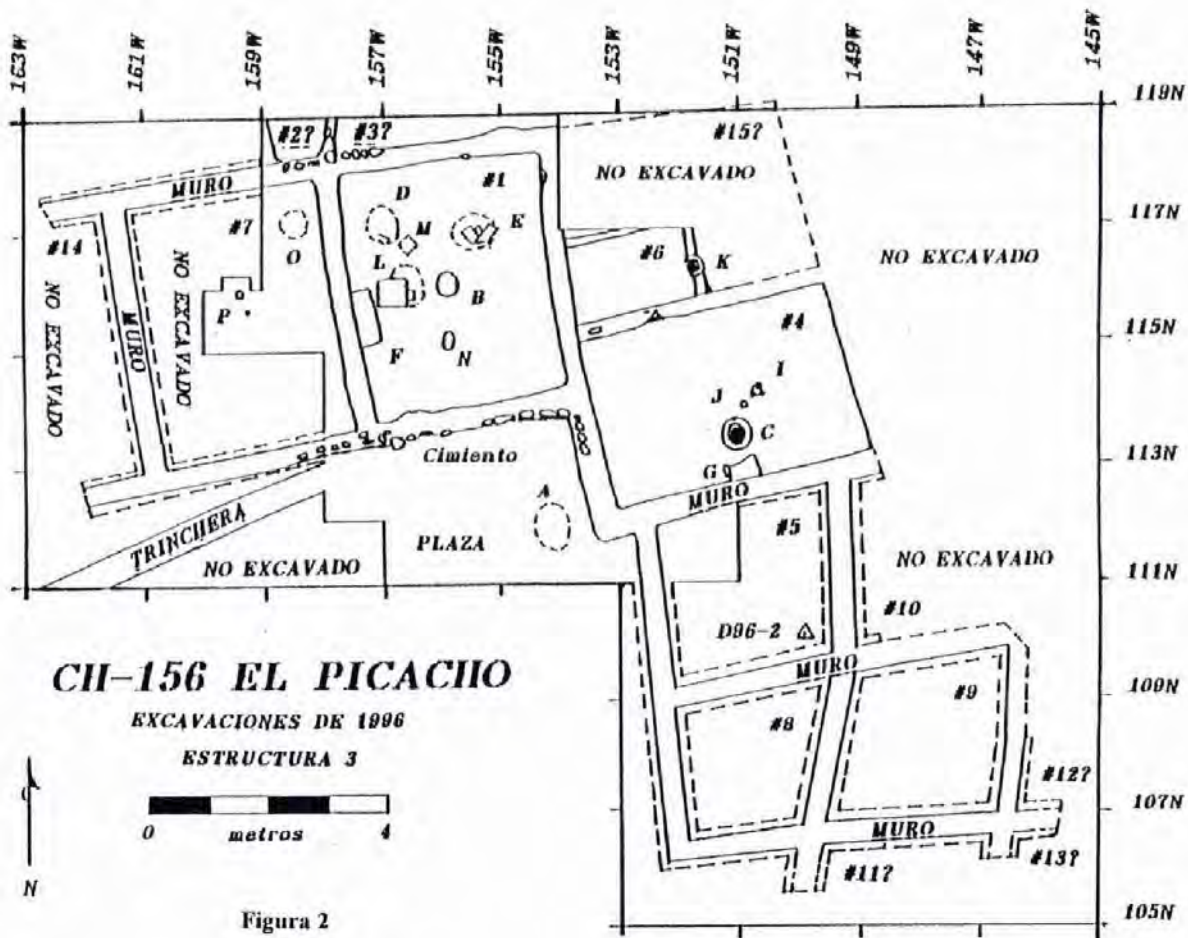 163W 161W 159W 157W 155W 153W 151W 149W 147W 145W
119N
#2? #3? #15?
MURO #1 NO EXCAVADO
D
117N
#7 M E
#14 O #6 K NO EXCAVADO
NO EXCAVADO
L
B
P #4
115N
MURO
NO EXCAVADO
NO EXCAVADO
F N
I
J
C
Cimiento
113N
G
MURO
A
#5
TRINCHERA
PLAZA
NO EXCAVADO NO EXCAVADO
111N
#10
D96-2
MURO
CH-156 EL PICACHO
109N
#9
EXCAVACIONES DE 1996
#8
ESTRUCTURA 3
#12?
107N
0 metros 4
MURO
#13?
#11?
N
Figura 2
105N